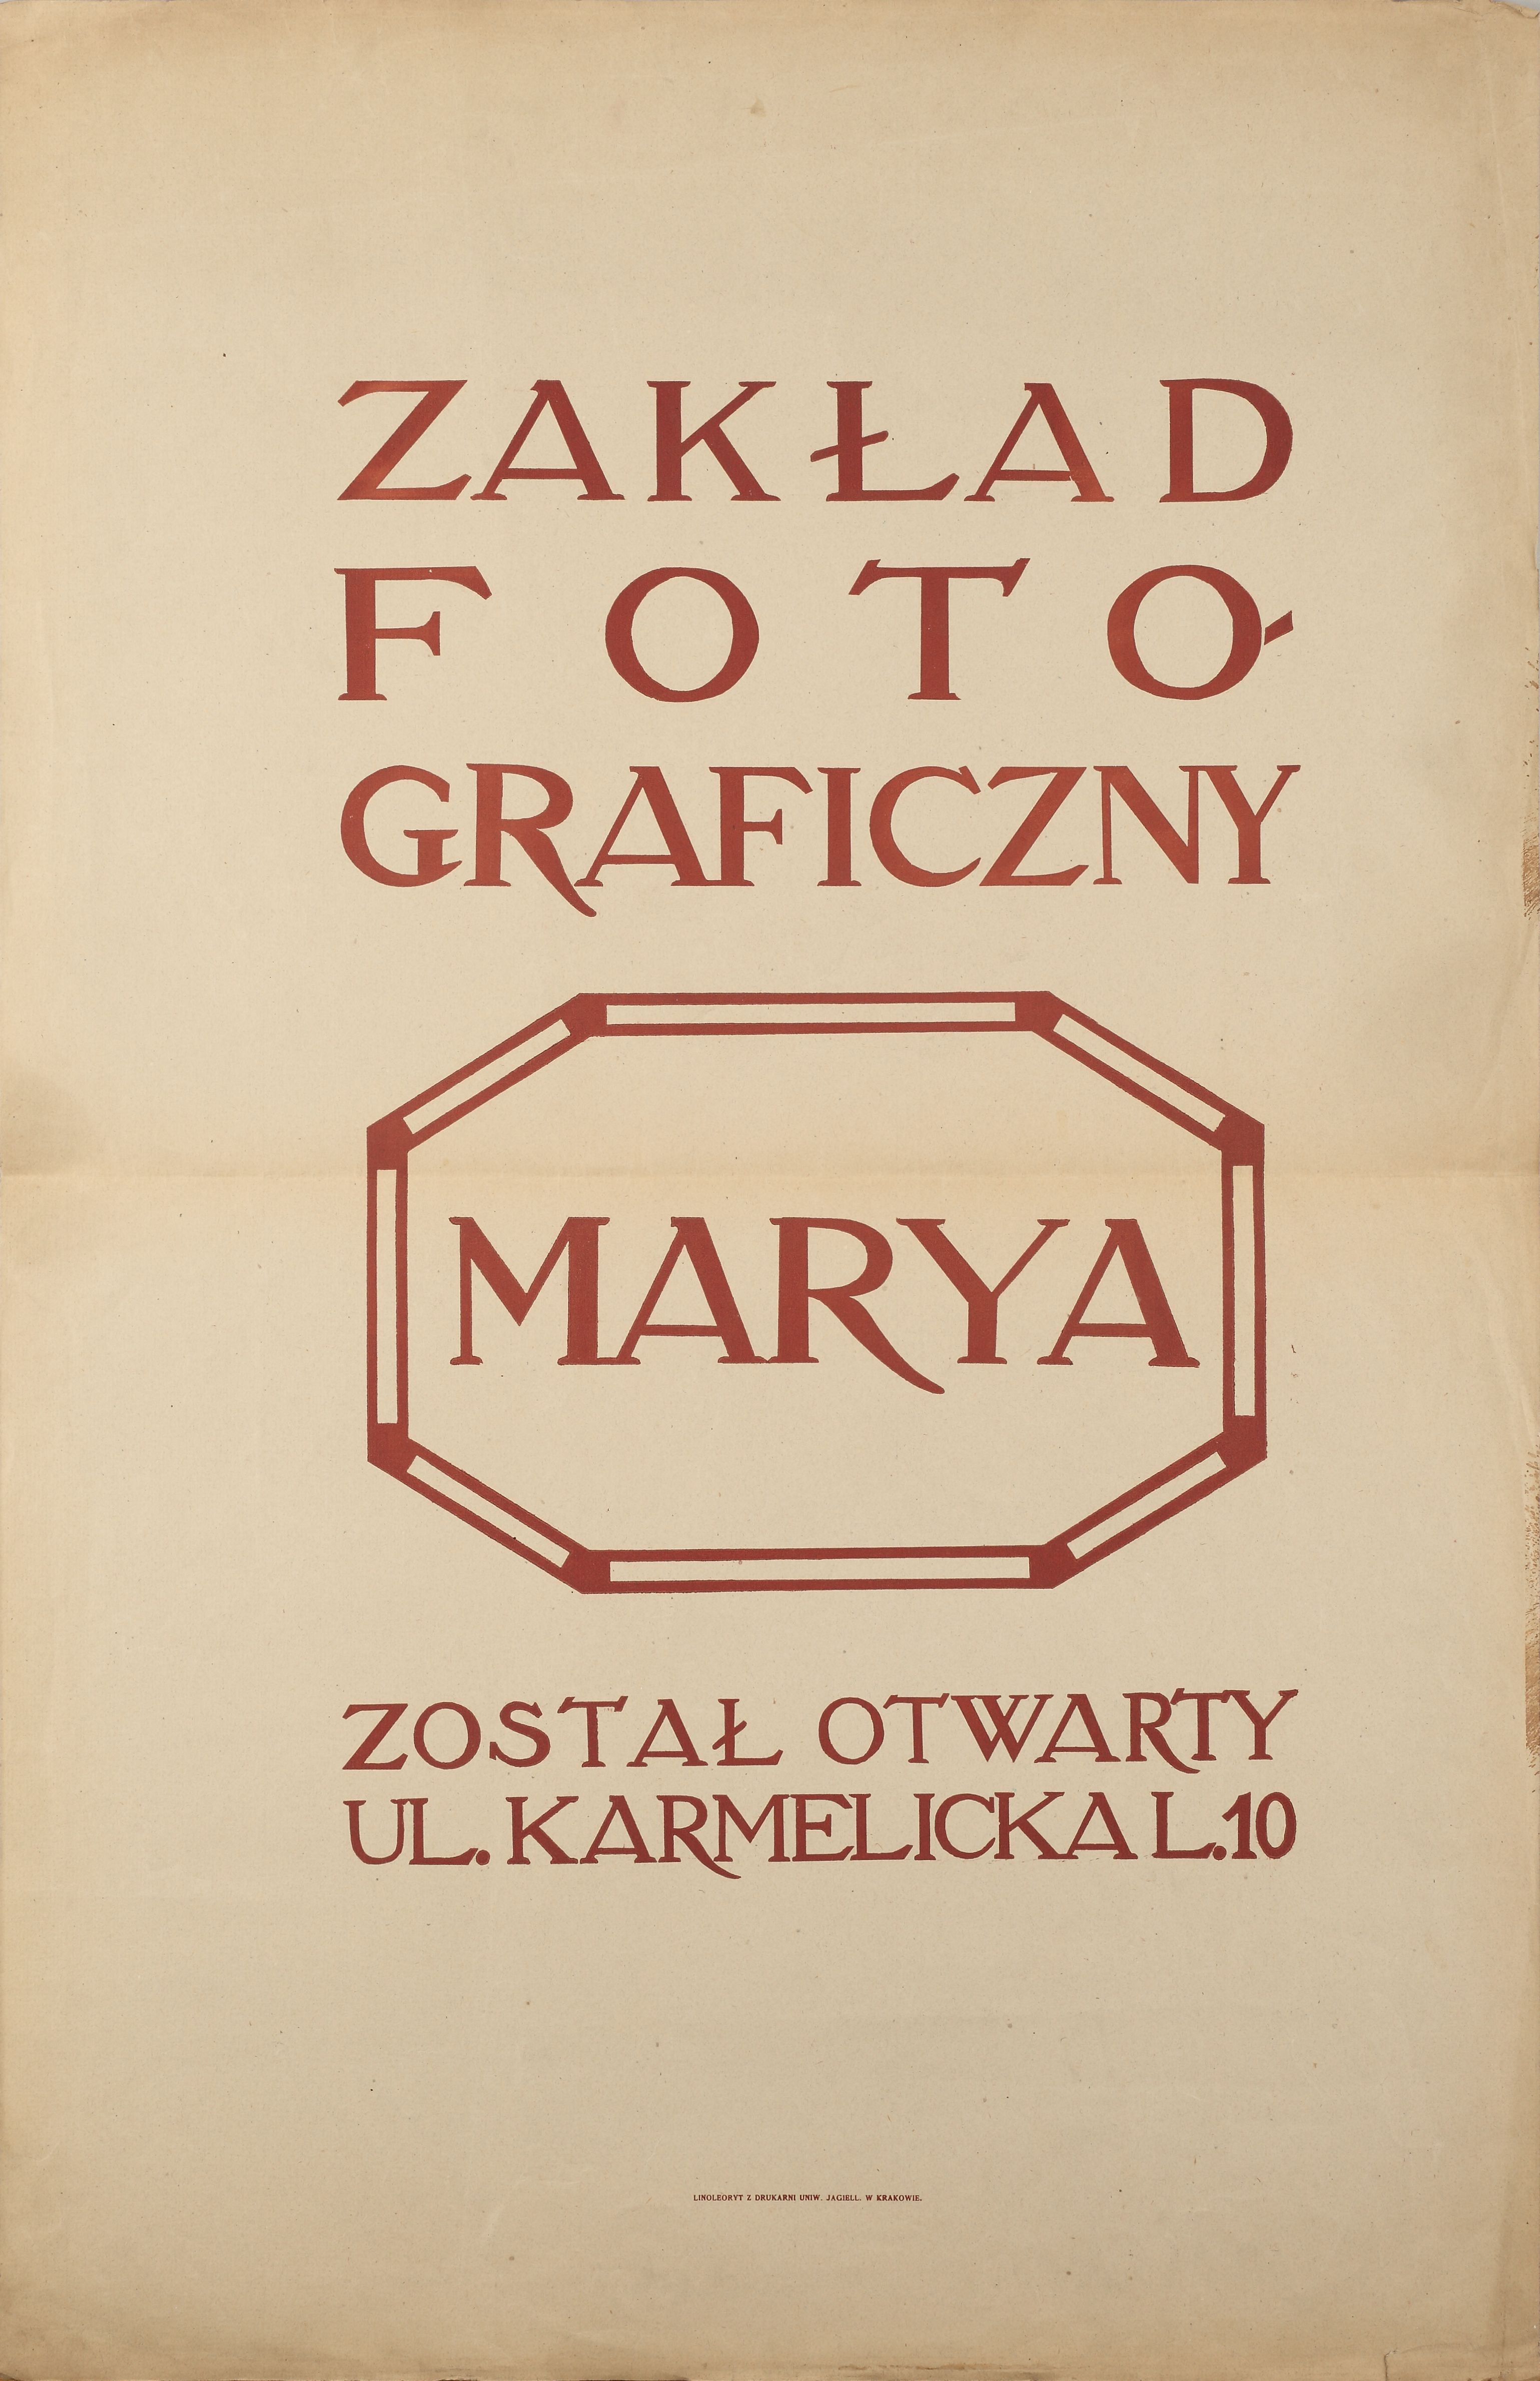 ZAKŁAD
FOTO-
GRAFICZNY
MARYA
ZOSTAŁ OTWARTY
UL. KARMELICKA L.10
LINOLEORYT Z DRUKARNI UNIW. JAGIELL. W KRAKOWIE.